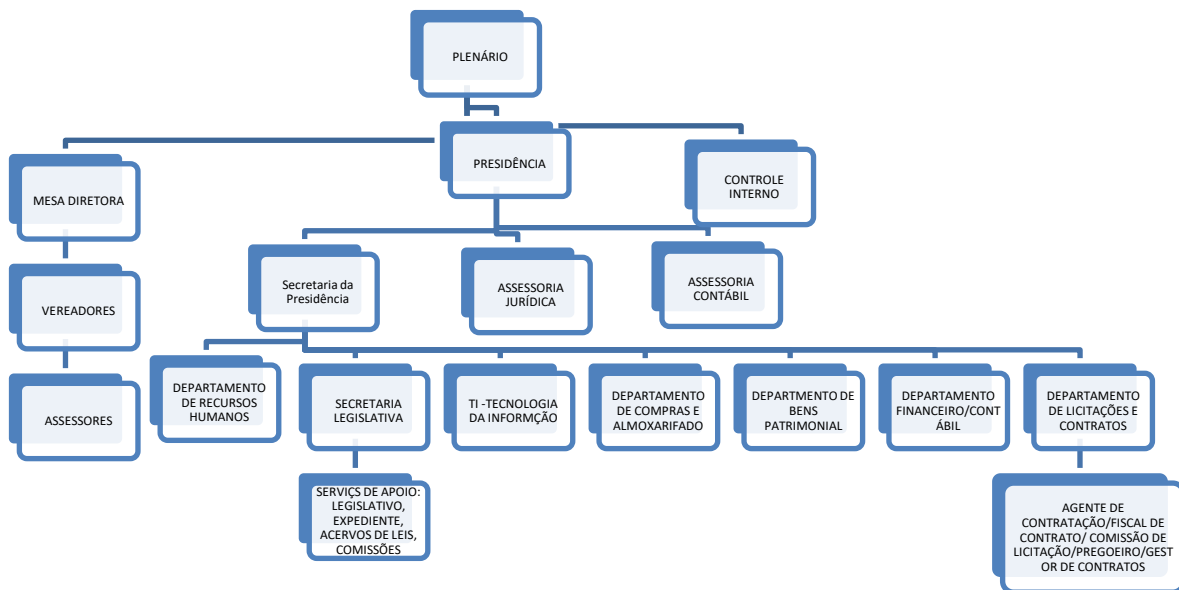 PLENÁRIO
PRESIDÊNCIA
MESA DIRETORA
CONTROLE
INTERNO
Secretaria da
Presidência
ASSESSORIA
JURÍDICA
ASSESSORIA
CONTÁBIL
VEREADORES
ASSESSORES
DEPARTAMENTO
DE RECURSOS
HUMANOS
SECRETARIA
LEGISLATIVA
TI -TECNOLOGIA
DA INFORMÇÃO
DEPARTAMENTO
DE COMPRAS E
ALMOXARIFADO
DEPARTMENTO DE
BENS
PATRIMONIAL
DEPARTAMENTO
FINANCEIRO/CONT
ÁBIL
DEPARTAMENTO
DE LICITAÇÕES E
CONTRATOS
SERVIÇS DE APOIO:
LEGISLATIVO,
EXPEDIENTE,
ACERVOS DE LEIS,
COMISSÕES
AGENTE DE
CONTRATAÇÃO/FISCAL DE
CONTRATO/ COMISSÃO DE
LICITAÇÃO/PREGOEIRO/GEST
OR DE CONTRATOS